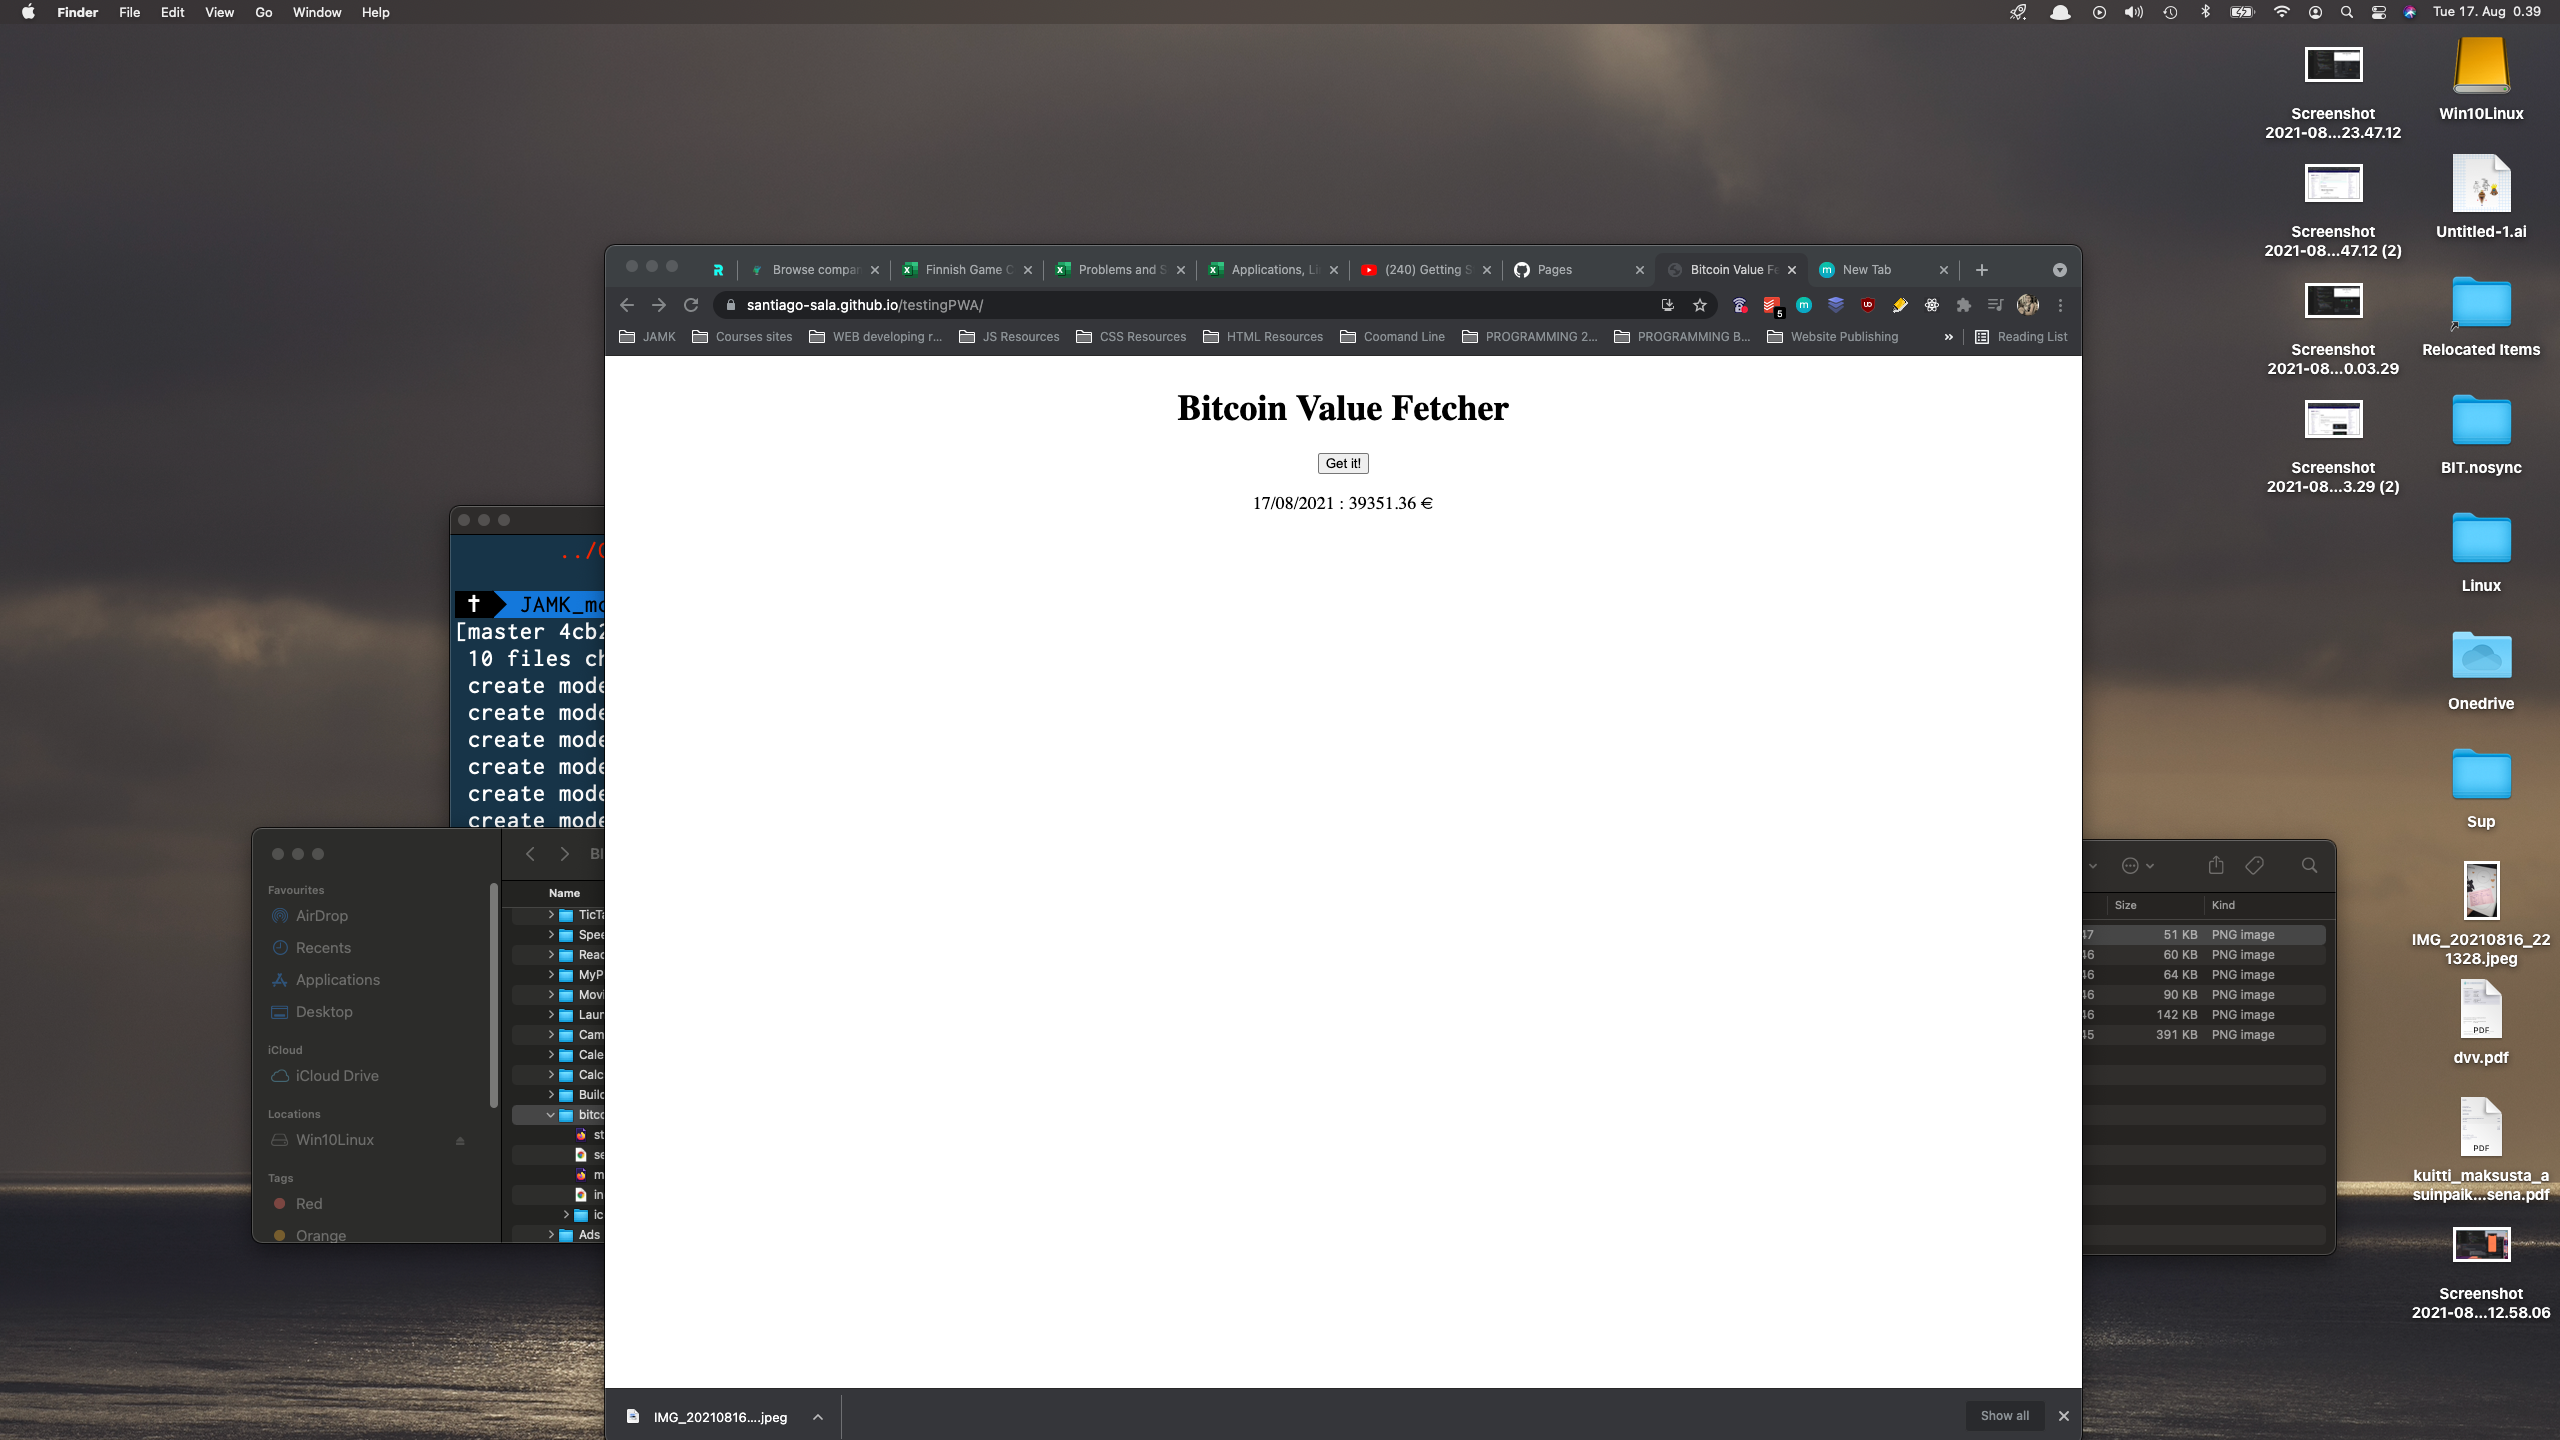 Finder File Edit View Go Window Help
Tue 17. Aug 0.39
Screenshot
2021-08...23.47.12
Win10Linux
Screenshot
2021-08...47.12 (2)
Untitled-1.ai
Screenshot
2021-08...0.03.29
Relocated Items
Screenshot
2021-08...3.29 (2)
BIT.nosync
Linux
Onedrive
Sup
IMG_20210816_22
1328.jpeg
PDF
dvv.pdf
PDF
kuitti_maksusta_a
suinpaik...sena.pdf
Screenshot
2021-08...12.58.06
Browse compan
Finnish Game C
Problems and S
Applications, Li
(240) Getting S
Pages
Bitcoin Value Fe
New Tab
santiago-sala.github.io/testingPWA/
5
JAMK
Courses sites
WEB developing r...
JS Resources
CSS Resources
HTML Resources
Coomand Line
PROGRAMMING 2...
PROGRAMMING B...
Website Publishing
»
Reading List
Bitcoin Value Fetcher
Get it!
17/08/2021 : 39351.36 €
../
JAMK_mo
[master 4cb2
10 files ch
create mode
create mode
create mode
create mode
create mode
create mode
Favourites
AirDrop
Recents
Applications
Desktop
iCloud
iCloud Drive
Locations
Win10Linux
Tags
Red
Orange
BI
Name
TicTa
Spee
Reac
MyP
Movi
Laun
Cam
Cale
Calc
Build
bitco
st
se
m
in
ic
Ads
Size Kind
47 51 KB PNG image
46 60 KB PNG image
46 64 KB PNG image
46 90 KB PNG image
46 142 KB PNG image
45 391 KB PNG image
IMG_20210816....jpeg
Show all